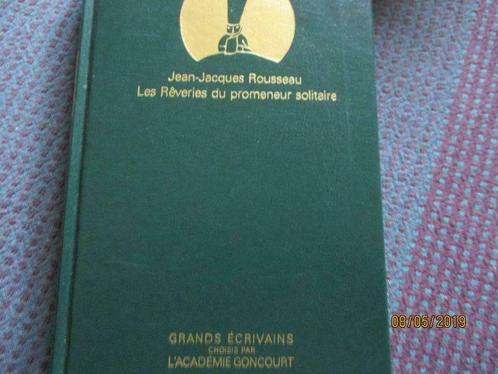 Jean-Jacques Rousseau
Les Rêveries du promeneur solitaire
GRANDS ÉCRIVAINS
CHOISIS PAR
L'ACADÉMIE GONCOURT
08/05/2019